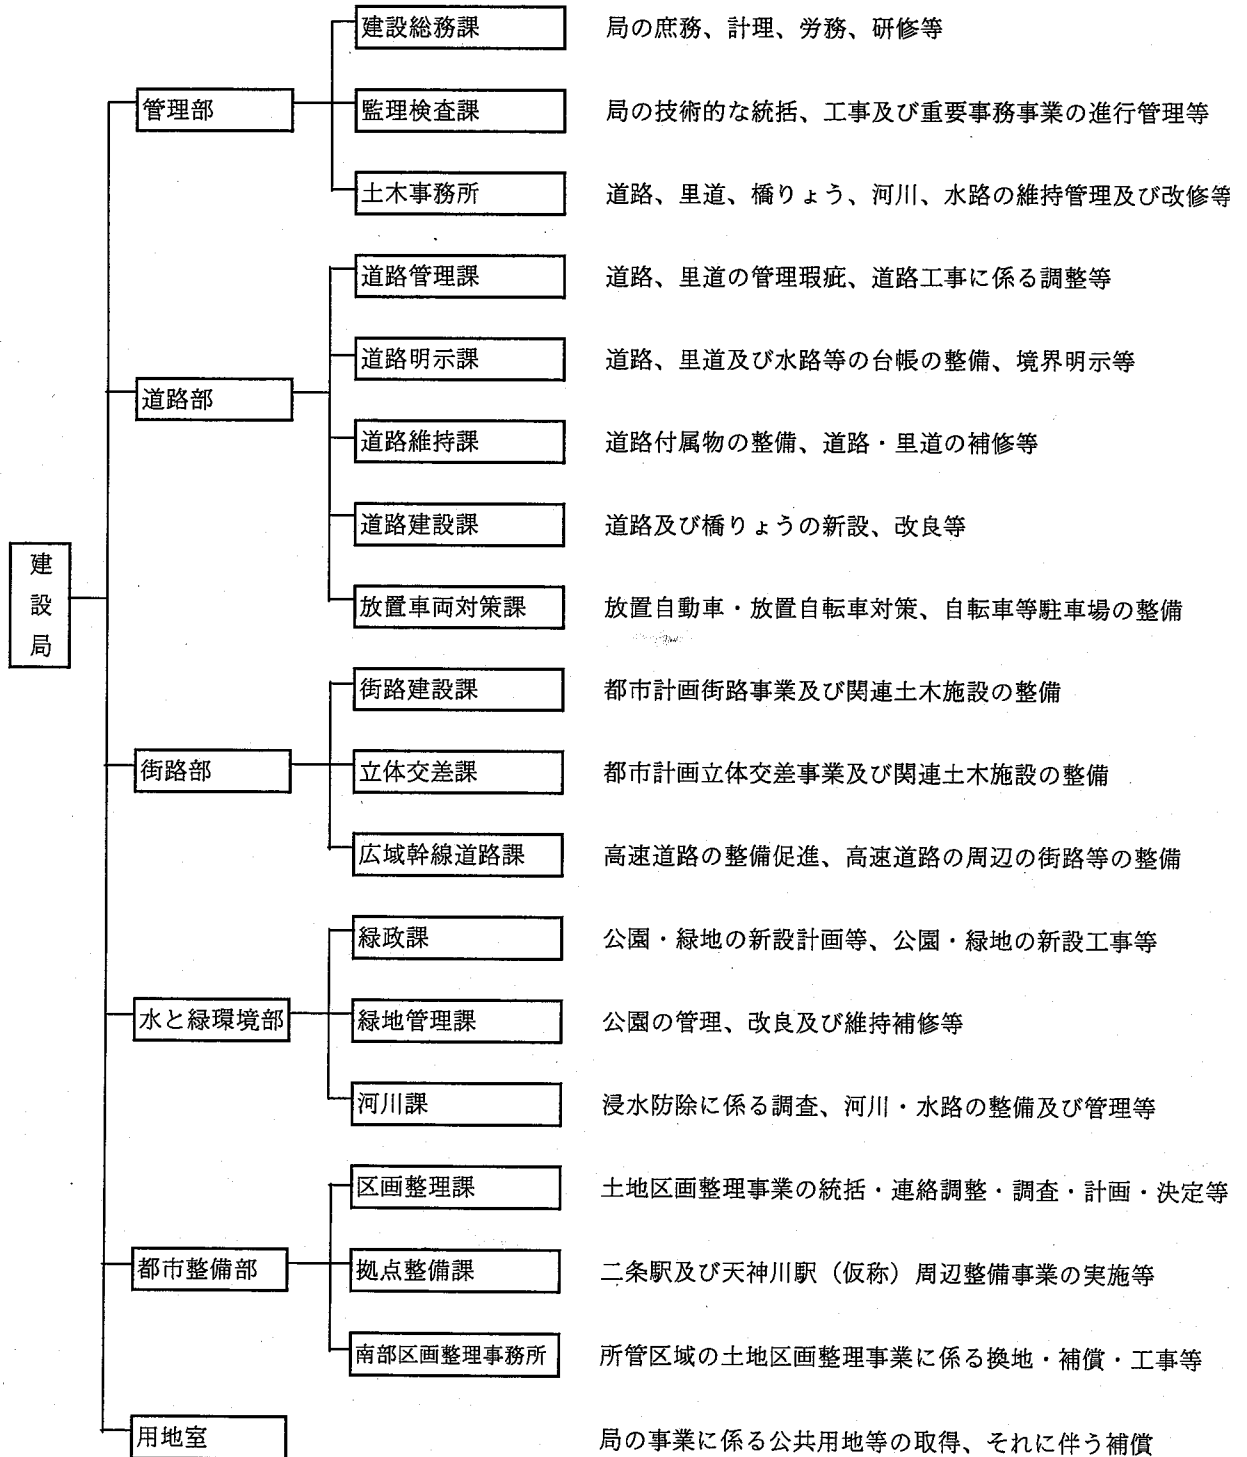 建設局
管理部
建設総務課 局の庶務、計理、労務、研修等
監理検査課 局の技術的な統括、工事及び重要事務事業の進行管理等
土木事務所 道路、里道、橋りょう、河川、水路の維持管理及び改修等
道路部
道路管理課 道路、里道の管理瑕疵、道路工事に係る調整等
道路明示課 道路、里道及び水路等の台帳の整備、境界明示等
道路維持課 道路付属物の整備、道路・里道の補修等
道路建設課 道路及び橋りょうの新設、改良等
放置車両対策課 放置自動車・放置自転車対策、自転車等駐車場の整備
街路部
街路建設課 都市計画街路事業及び関連土木施設の整備
立体交差課 都市計画立体交差事業及び関連土木施設の整備
広域幹線道路課 高速道路の整備促進、高速道路の周辺の街路等の整備
水と緑環境部
緑政課 公園・緑地の新設計画等、公園・緑地の新設工事等
緑地管理課 公園の管理、改良及び維持補修等
河川課 浸水防除に係る調査、河川・水路の整備及び管理等
都市整備部
区画整理課 土地区画整理事業の統括・連絡調整・調査・計画・決定等
拠点整備課 二条駅及び天神川駅（仮称）周辺整備事業の実施等
南部区画整理事務所 所管区域の土地区画整理事業に係る換地・補償・工事等
用地室 局の事業に係る公共用地等の取得、それに伴う補償